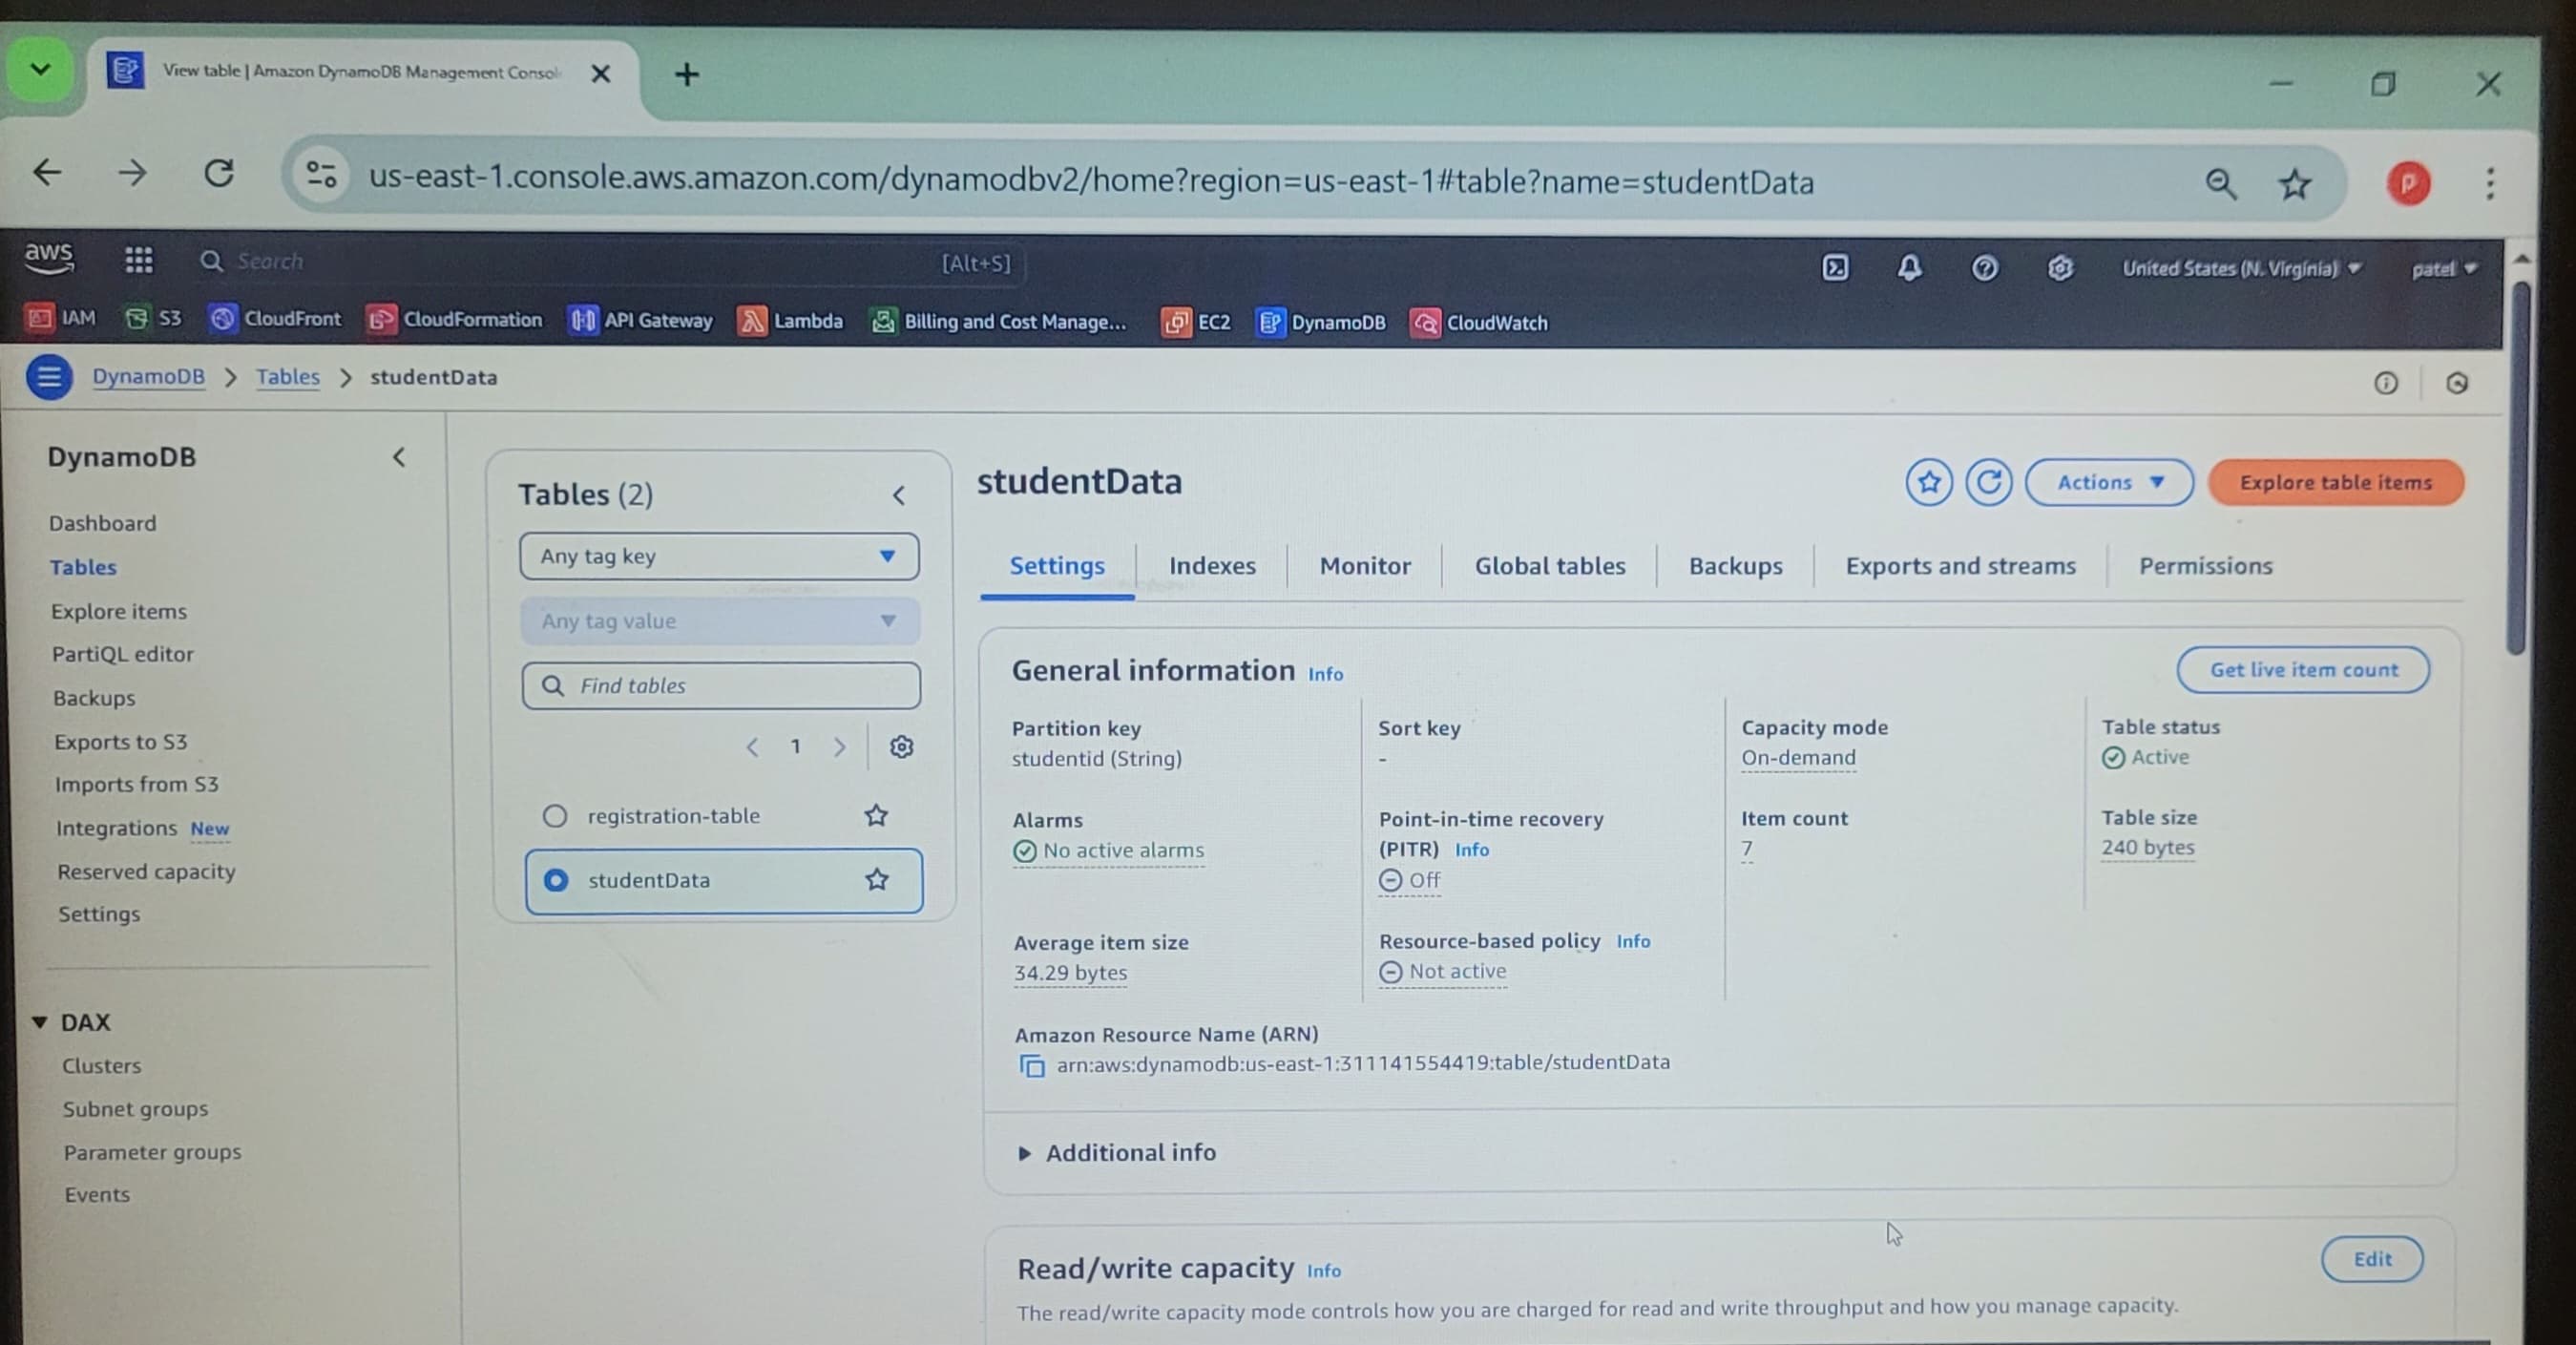 View table | Amazon DynamoDB Management Consol
us-east-1.console.aws.amazon.com/dynamodbv2/home?region=us-east-1#table?name=studentData
P
aws
Search
[Alt+S]
United States (N. Virginia)
patel
IAM
S3
CloudFront
CloudFormation
API Gateway
Lambda
Billing and Cost Manage...
EC2
DynamoDB
CloudWatch
DynamoDB > Tables > studentData
DynamoDB
Dashboard
Tables
Explore items
PartiQL editor
Backups
Exports to S3
Imports from S3
Integrations New
Reserved capacity
Settings
DAX
Clusters
Subnet groups
Parameter groups
Events
Tables (2)
Any tag key
Any tag value
Find tables
1
registration-table
studentData
studentData
Actions
Explore table items
Settings
Indexes
Monitor
Global tables
Backups
Exports and streams
Permissions
General information Info
Get live item count
Partition key
studentid (String)
Sort key
-
Capacity mode
On-demand
Table status
Active
Alarms
No active alarms
Point-in-time recovery
(PITR) Info
Off
Item count
7
Table size
240 bytes
Average item size
34.29 bytes
Resource-based policy Info
Not active
Amazon Resource Name (ARN)
arn:aws:dynamodb:us-east-1:311141554419:table/studentData
Additional info
Read/write capacity Info
Edit
The read/write capacity mode controls how you are charged for read and write throughput and how you manage capacity.